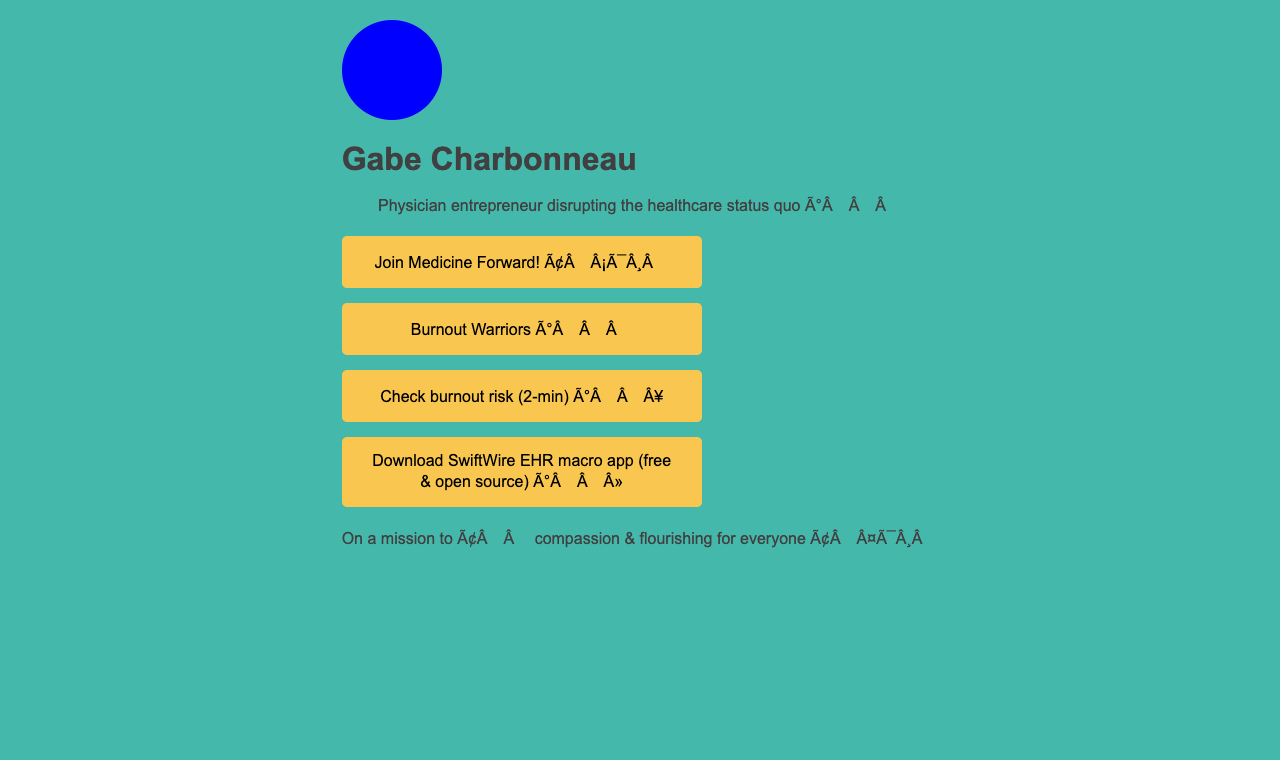 Gabe Charbonneau
Physician entrepreneur disrupting the healthcare status quo Ã°Â Â Â
Join Medicine Forward! Ã¢Â Â¡Ã¯Â¸Â
Burnout Warriors Ã°Â Â Â
Check burnout risk (2-min) Ã°Â Â Â¥
Download SwiftWire EHR macro app (free
& open source) Ã°Â Â Â»
On a mission to Ã¢Â Â compassion & flourishing for everyone Ã¢Â Â¤Ã¯Â¸Â